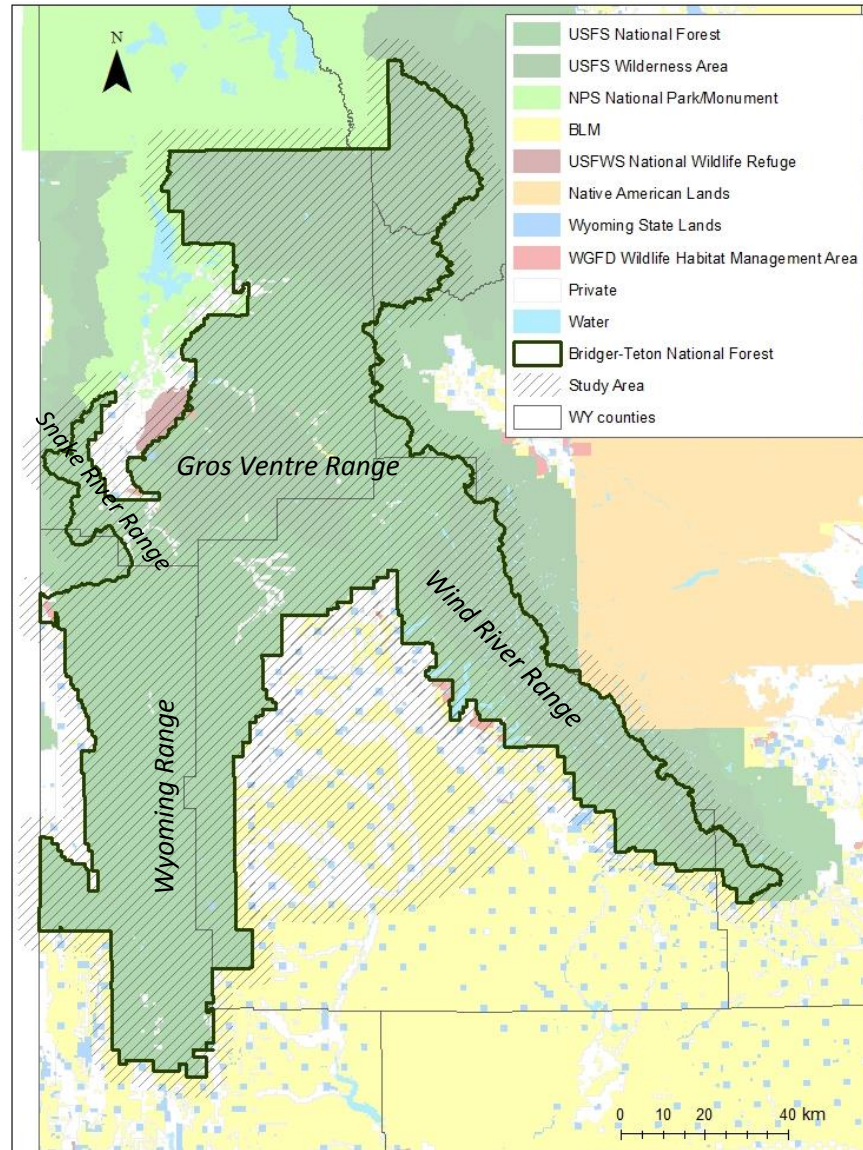 N
USFS National Forest
USFS Wilderness Area
NPS National Park/Monument
BLM
USFWS National Wildlife Refuge
Native American Lands
Wyoming State Lands
WGFD Wildlife Habitat Management Area
Private
Water
Bridger-Teton National Forest
Study Area
WY counties
Snake River Range
Gros Ventre Range
Wind River Range
Wyoming Range
0 10 20 40 km